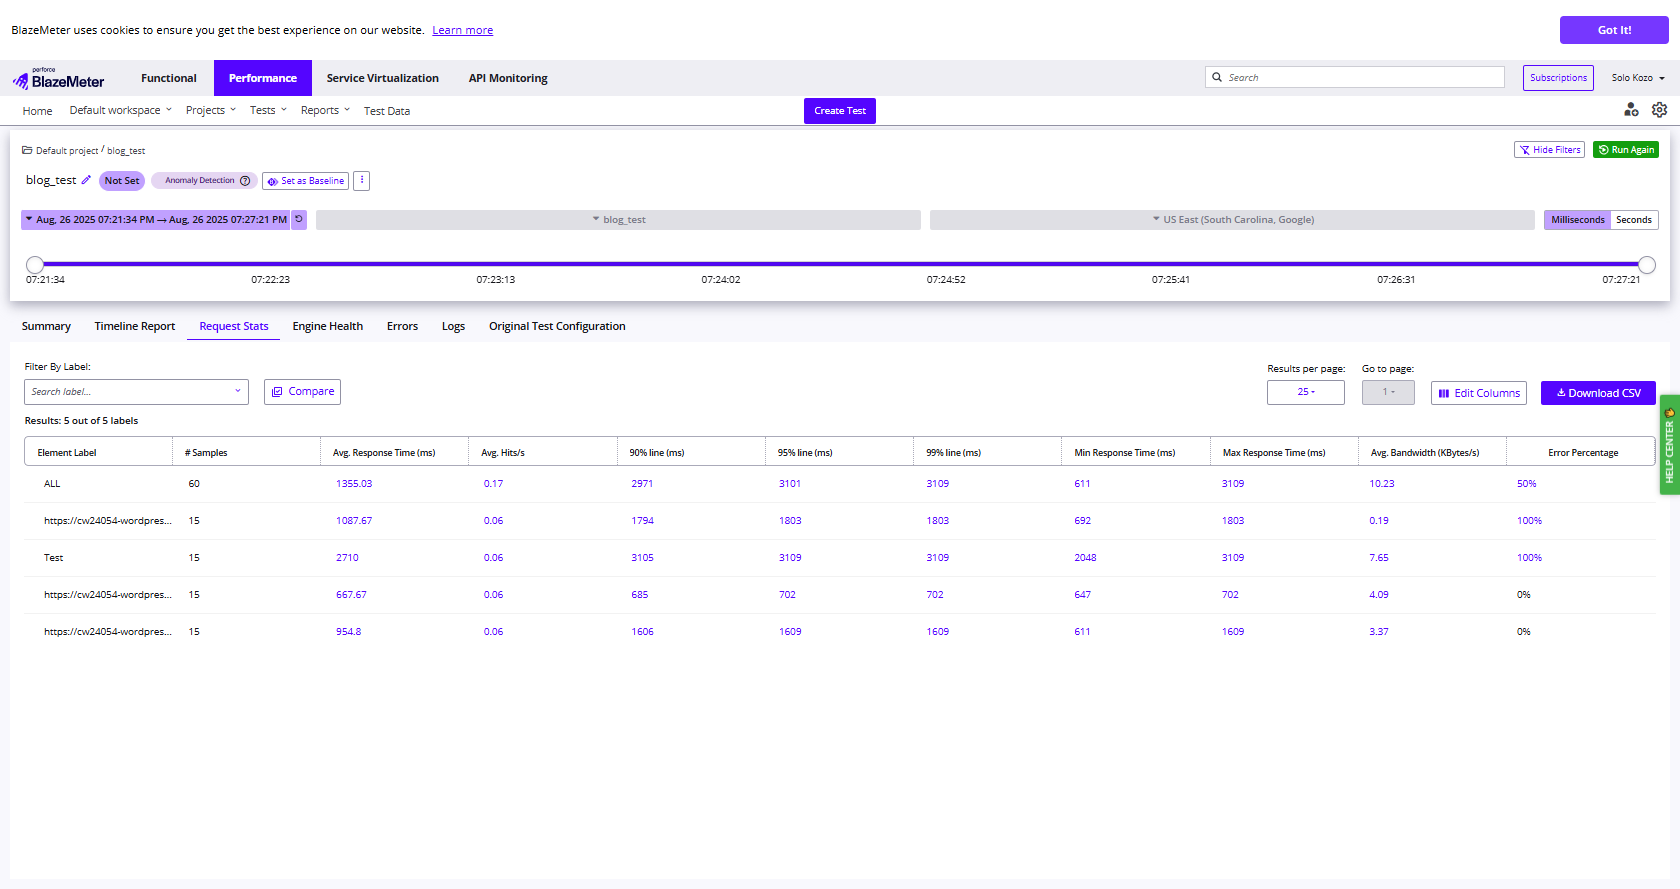 BlazeMeter uses cookies to ensure you get the best experience on our website. Learn more
Got It!
perforce
BlazeMeter
Functional Performance Service Virtualization API Monitoring
Search
Subscriptions
Solo Kozo
Home Default workspace Projects Tests Reports Test Data
Create Test
Default project / blog_test
Hide Filters
Run Again
blog_test
Not Set
Anomaly Detection ?
Set as Baseline
Aug, 26 2025 07:21:34 PM → Aug, 26 2025 07:27:21 PM
blog_test
US East (South Carolina, Google)
Milliseconds Seconds
07:21:34 07:22:23 07:23:13 07:24:02 07:24:52 07:25:41 07:26:31 07:27:21
Summary Timeline Report Request Stats Engine Health Errors Logs Original Test Configuration
Filter By Label:
Search label...
Compare
Results per page:
25
Go to page:
1
Edit Columns
Download CSV
Results: 5 out of 5 labels
HELP CENTER
Element Label # Samples Avg. Response Time (ms) Avg. Hits/s 90% line (ms) 95% line (ms) 99% line (ms) Min Response Time (ms) Max Response Time (ms) Avg. Bandwidth (KBytes/s) Error Percentage
ALL 60 1355.03 0.17 2971 3101 3109 611 3109 10.23 50%
https://cw24054-wordpres... 15 1087.67 0.06 1794 1803 1803 692 1803 0.19 100%
Test 15 2710 0.06 3105 3109 3109 2048 3109 7.65 100%
https://cw24054-wordpres... 15 667.67 0.06 685 702 702 647 702 4.09 0%
https://cw24054-wordpres... 15 954.8 0.06 1606 1609 1609 611 1609 3.37 0%